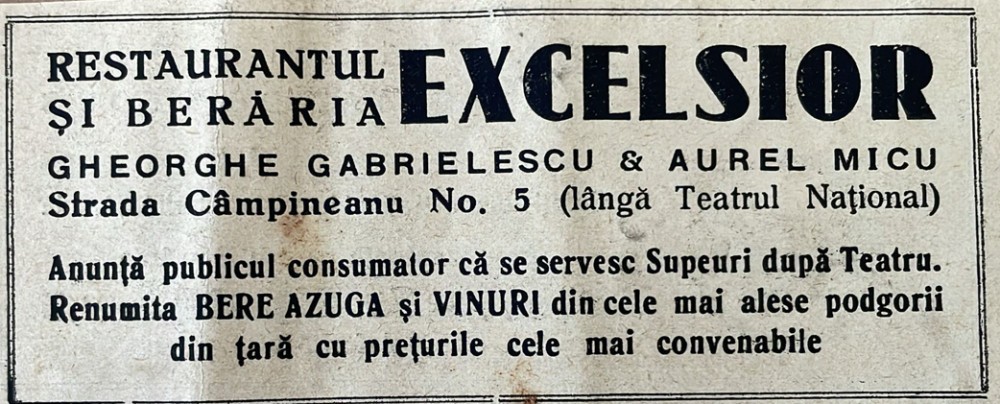 RESTAURANTUL
ȘI BERĂRIA EXCELSIOR
GHEORGHE GABRIELESCU & AUREL MICU
Strada Câmpineanu No. 5 (lângă Teatrul Naţional)
Anunţă publicul consumator că se servesc Supeuri după Teatru.
Renumita BERE AZUGA și VINURI din cele mai alese podgorii
din ţară cu preţurile cele mai convenabile